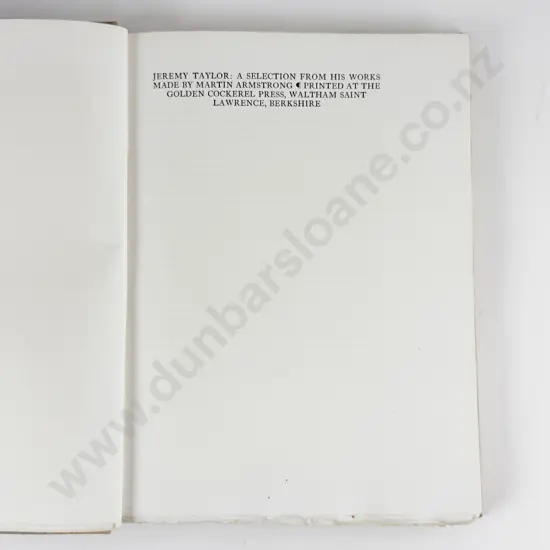 JEREMY TAYLOR: A SELECTION FROM HIS WORKS
MADE BY MARTIN ARMSTRONG ¶ PRINTED AT THE
GOLDEN COCKEREL PRESS, WALTHAM SAINT
LAWRENCE, BERKSHIRE
www.dunbarsloane.co.nz